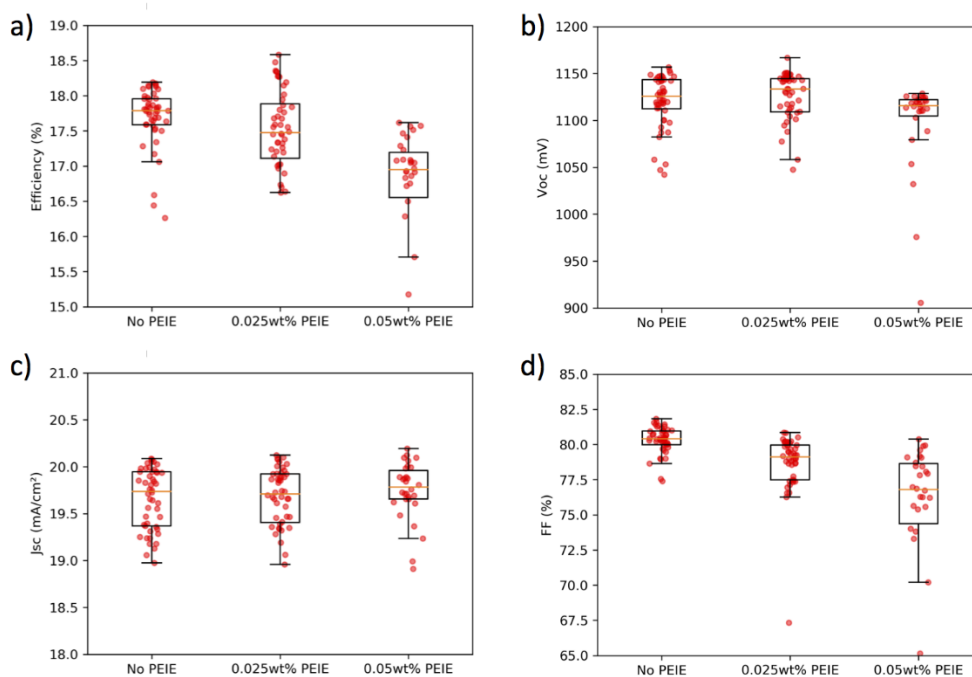 a)
Efficiency (%)
19.0
18.5
18.0
17.5
17.0
16.5
16.0
15.5
15.0
No PEIE
0.025wt% PEIE
0.05wt% PEIE
b)
Voc (mV)
1200
1150
1100
1050
1000
950
900
No PEIE
0.025wt% PEIE
0.05wt% PEIE
c)
Jsc (mA/cm²)
21.0
20.5
20.0
19.5
19.0
18.5
18.0
No PEIE
0.025wt% PEIE
0.05wt% PEIE
d)
FF (%)
85.0
82.5
80.0
77.5
75.0
72.5
70.0
67.5
65.0
No PEIE
0.025wt% PEIE
0.05wt% PEIE